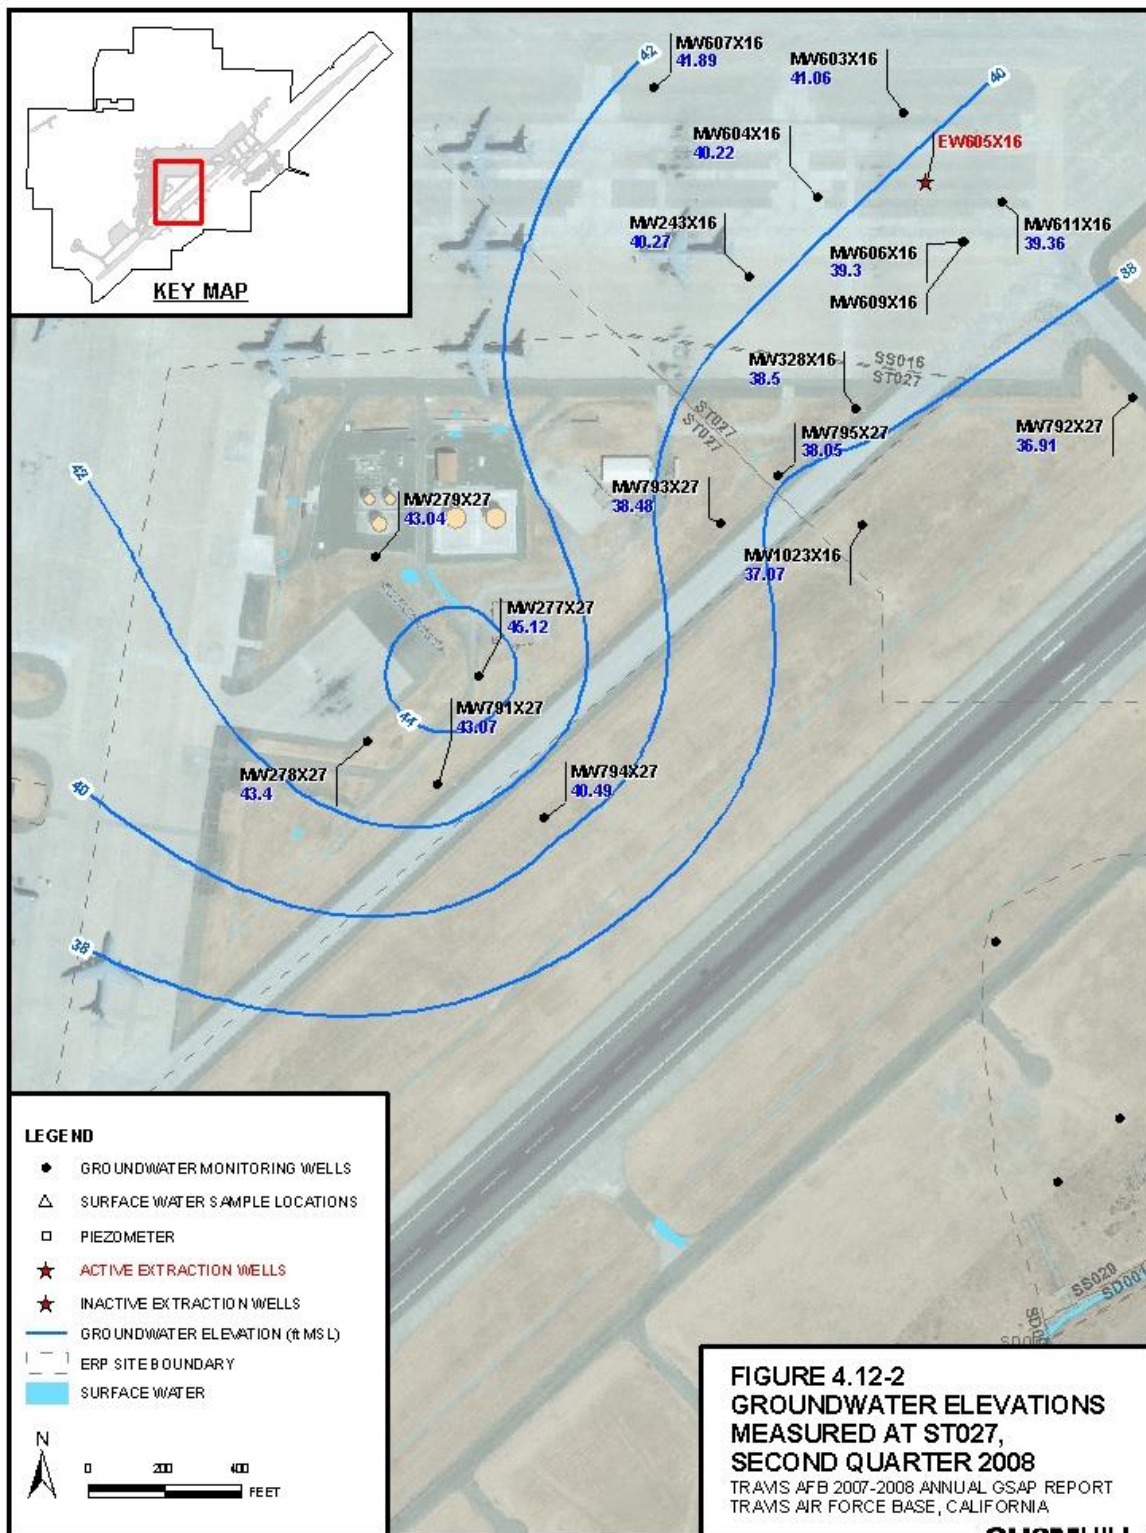 KEY MAP
42
MW607X16
41.89
MW603X16
41.06
40
MW604X16
40.22
EW605X16
MW243X16
40.27
MW611X16
39.36
MW606X16
39.3
MW609X16
38
MW328X16
38.5
SS016
ST027
ST027
ST027
MW795X27
38.05
MW792X27
36.91
42
MW279X27
43.04
MW793X27
38.48
MW1023X16
37.07
MW277X27
45.12
44
MW791X27
43.07
MW278X27
43.4
MW794X27
40.49
40
38
SS020
SD001
LEGEND
GROUNDWATER MONITORING WELLS
SURFACE WATER SAMPLE LOCATIONS
PIEZOMETER
ACTIVE EXTRACTION WELLS
INACTIVE EXTRACTION WELLS
GROUNDWATER ELEVATION (ft MSL)
ERP SITE BOUNDARY
SURFACE WATER
N
0 200 400
FEET
FIGURE 4.12-2
GROUNDWATER ELEVATIONS
MEASURED AT ST027,
SECOND QUARTER 2008
TRAVIS AFB 2007-2008 ANNUAL GSAP REPORT
TRAVIS AIR FORCE BASE, CALIFORNIA